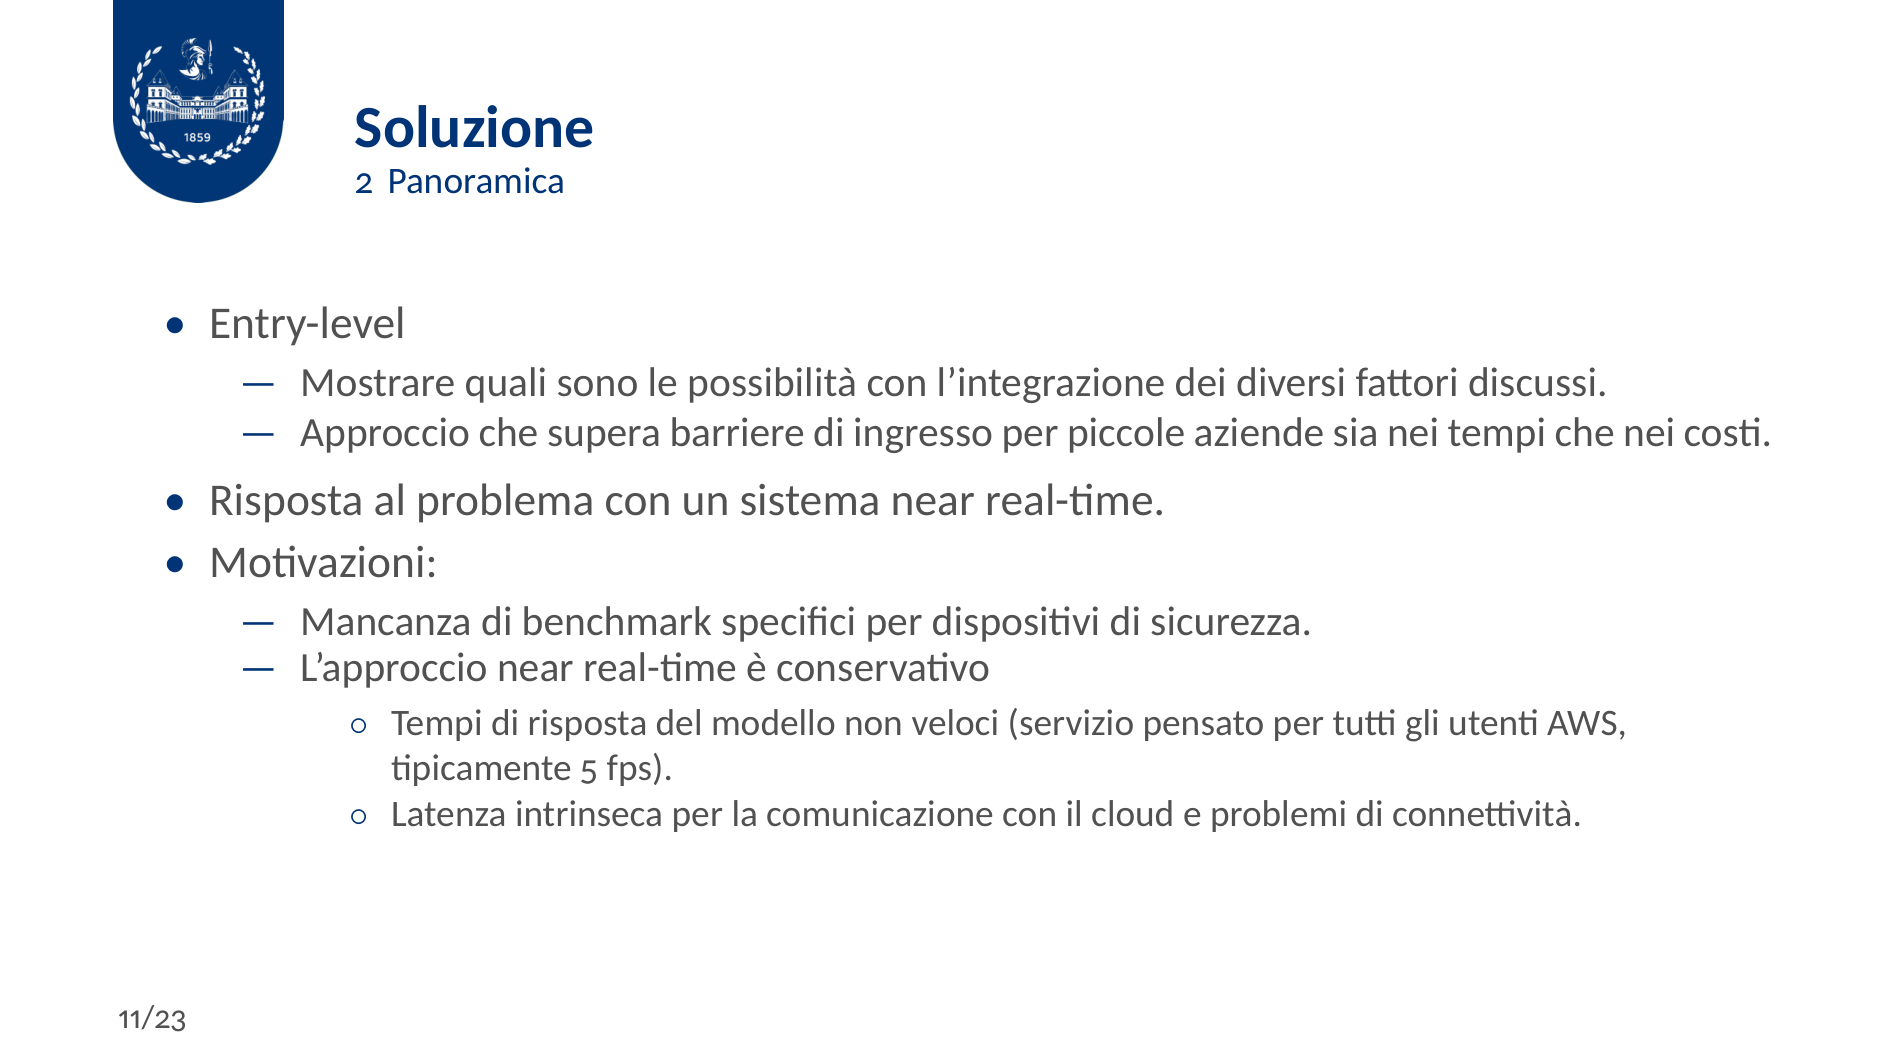 1859
Soluzione
2 Panoramica
• Entry-level
— Mostrare quali sono le possibilità con l’integrazione dei diversi fattori discussi.
— Approccio che supera barriere di ingresso per piccole aziende sia nei tempi che nei costi.
• Risposta al problema con un sistema near real-time.
• Motivazioni:
— Mancanza di benchmark specifici per dispositivi di sicurezza.
— L’approccio near real-time è conservativo
○ Tempi di risposta del modello non veloci (servizio pensato per tutti gli utenti AWS,
tipicamente 5 fps).
○ Latenza intrinseca per la comunicazione con il cloud e problemi di connettività.
11/23